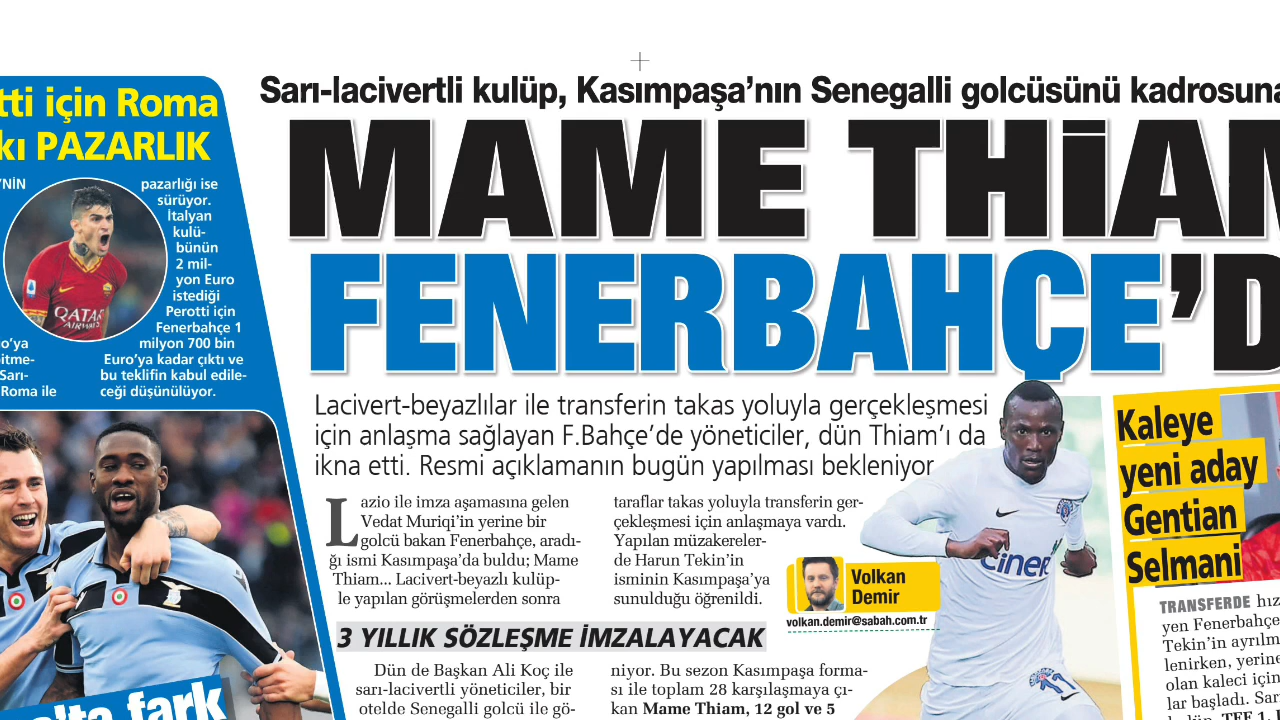 Sarı-lacivertli kulüp, Kasımpaşa’nın Senegalli golcüsünü kadrosuna
MAME THİAM
FENERBAHÇE’D
için Roma
PAZARLIK
’NİN
pazarlığı ise
sürüyor.
İtalyan
kulü-
bünün
2 mil-
yon Euro
istediği
Perotti için
Fenerbahçe 1
milyon 700 bin
Euro’ya kadar çıktı ve
bu teklifin kabul edile-
ceği düşünülüyor.
o’ya
itme-
Sarı-
Roma ile
QATAR
AIRWAYS
fark
Lacivert-beyazlılar ile transferin takas yoluyla gerçekleşmesi
için anlaşma sağlayan F.Bahçe’de yöneticiler, dün Thiam’ı da
ikna etti. Resmi açıklamanın bugün yapılması bekleniyor
Lazio ile imza aşamasına gelen
Vedat Muriqi’in yerine bir
golcü bakan Fenerbahçe, aradı-
ğı ismi Kasımpaşa’da buldu; Mame
Thiam... Lacivert-beyazlı kulüp-
le yapılan görüşmelerden sonra
taraflar takas yoluyla transferin ger-
çekleşmesi için anlaşmaya vardı.
Yapılan müzakereler-
de Harun Tekin’in
isminin Kasımpaşa’ya
sunulduğu öğrenildi.
Volkan
Demir
volkan.demir@sabah.com.tr
ciner
3 YILLIK SÖZLEŞME İMZALAYACAK
Dün de Başkan Ali Koç ile
sarı-lacivertli yöneticiler, bir
otelde Senegalli golcü ile gö-
niyor. Bu sezon Kasımpaşa forma-
sı ile toplam 28 karşılaşmaya çı-
kan Mame Thiam, 12 gol ve 5
Kaleye
yeni aday
Gentian
Selmani
TRANSFERDE hız
yen Fenerbahçe
Tekin’in ayrılm
lenirken, yerine
olan kaleci için
lar başladı. Sar